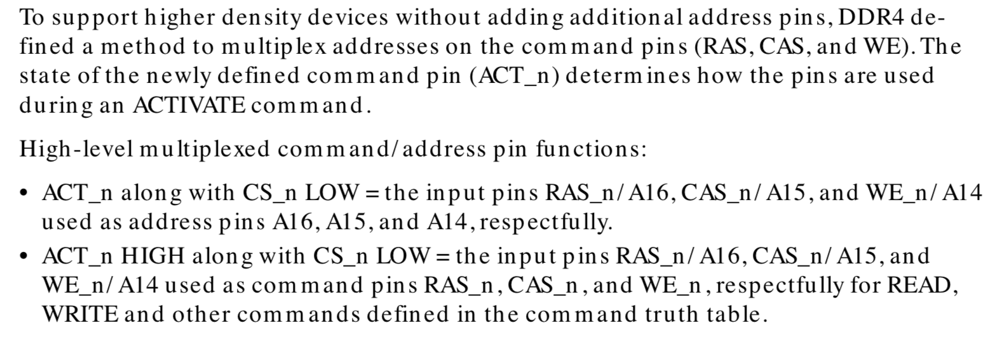 To support higher density devices without adding additional address pins, DDR4 de-
fined a method to multiplex addresses on the command pins (RAS, CAS, and WE). The
state of the newly defined command pin (ACT_n) determines how the pins are used
during an ACTIVATE command.
High-level multiplexed command/address pin functions:
• ACT_n along with CS_n LOW = the input pins RAS_n/A16, CAS_n/A15, and WE_n/A14
used as address pins A16, A15, and A14, respectfully.
• ACT_n HIGH along with CS_n LOW = the input pins RAS_n/A16, CAS_n/A15, and
WE_n/A14 used as command pins RAS_n, CAS_n, and WE_n, respectfully for READ,
WRITE and other commands defined in the command truth table.